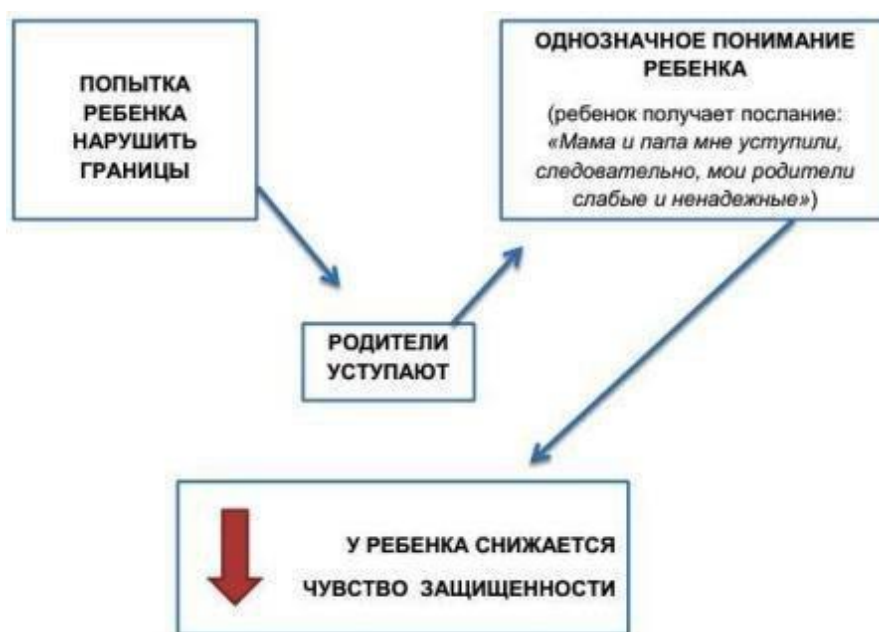 ПОПЫТКА
РЕБЕНКА
НАРУШИТЬ
ГРАНИЦЫ
ОДНОЗНАЧНОЕ ПОНИМАНИЕ
РЕБЕНКА
(ребенок получает послание:
«Мама и папа мне уступили,
следовательно, мои родители
слабые и ненадежные»)
РОДИТЕЛИ
УСТУПАЮТ
У РЕБЕНКА СНИЖАЕТСЯ
ЧУВСТВО ЗАЩИЩЕННОСТИ